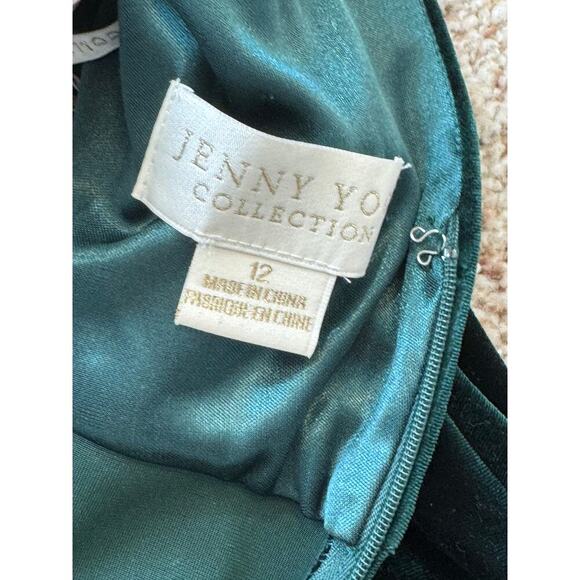 JENNY YO
COLLECTION
12
MADE IN CHINA
FABRIQUE EN CHINE